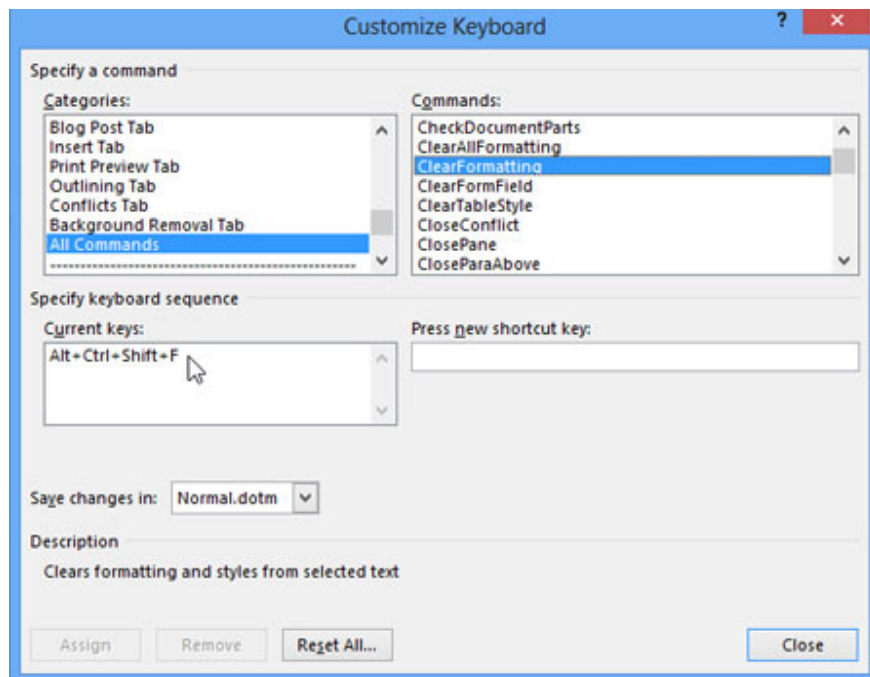 Customize Keyboard
?
Specify a command
Categories:
Blog Post Tab
Insert Tab
Print Preview Tab
Outlining Tab
Conflicts Tab
Background Removal Tab
All Commands
Commands:
CheckDocumentParts
ClearAllFormatting
ClearFormatting
ClearFormField
ClearTableStyle
CloseConflict
ClosePane
CloseParaAbove
Specify keyboard sequence
Current keys:
Alt+Ctrl+Shift+F
Press new shortcut key:
Save changes in: Normal.dotm
Description
Clears formatting and styles from selected text
Assign Remove Reset All... Close